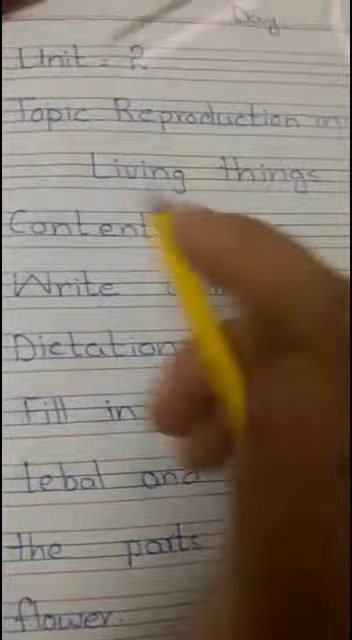 Day
Unit - 2
Topic Reproduction in
Living things
Content
Write
Dictation
Fill in
lebal and
the parts
flower.